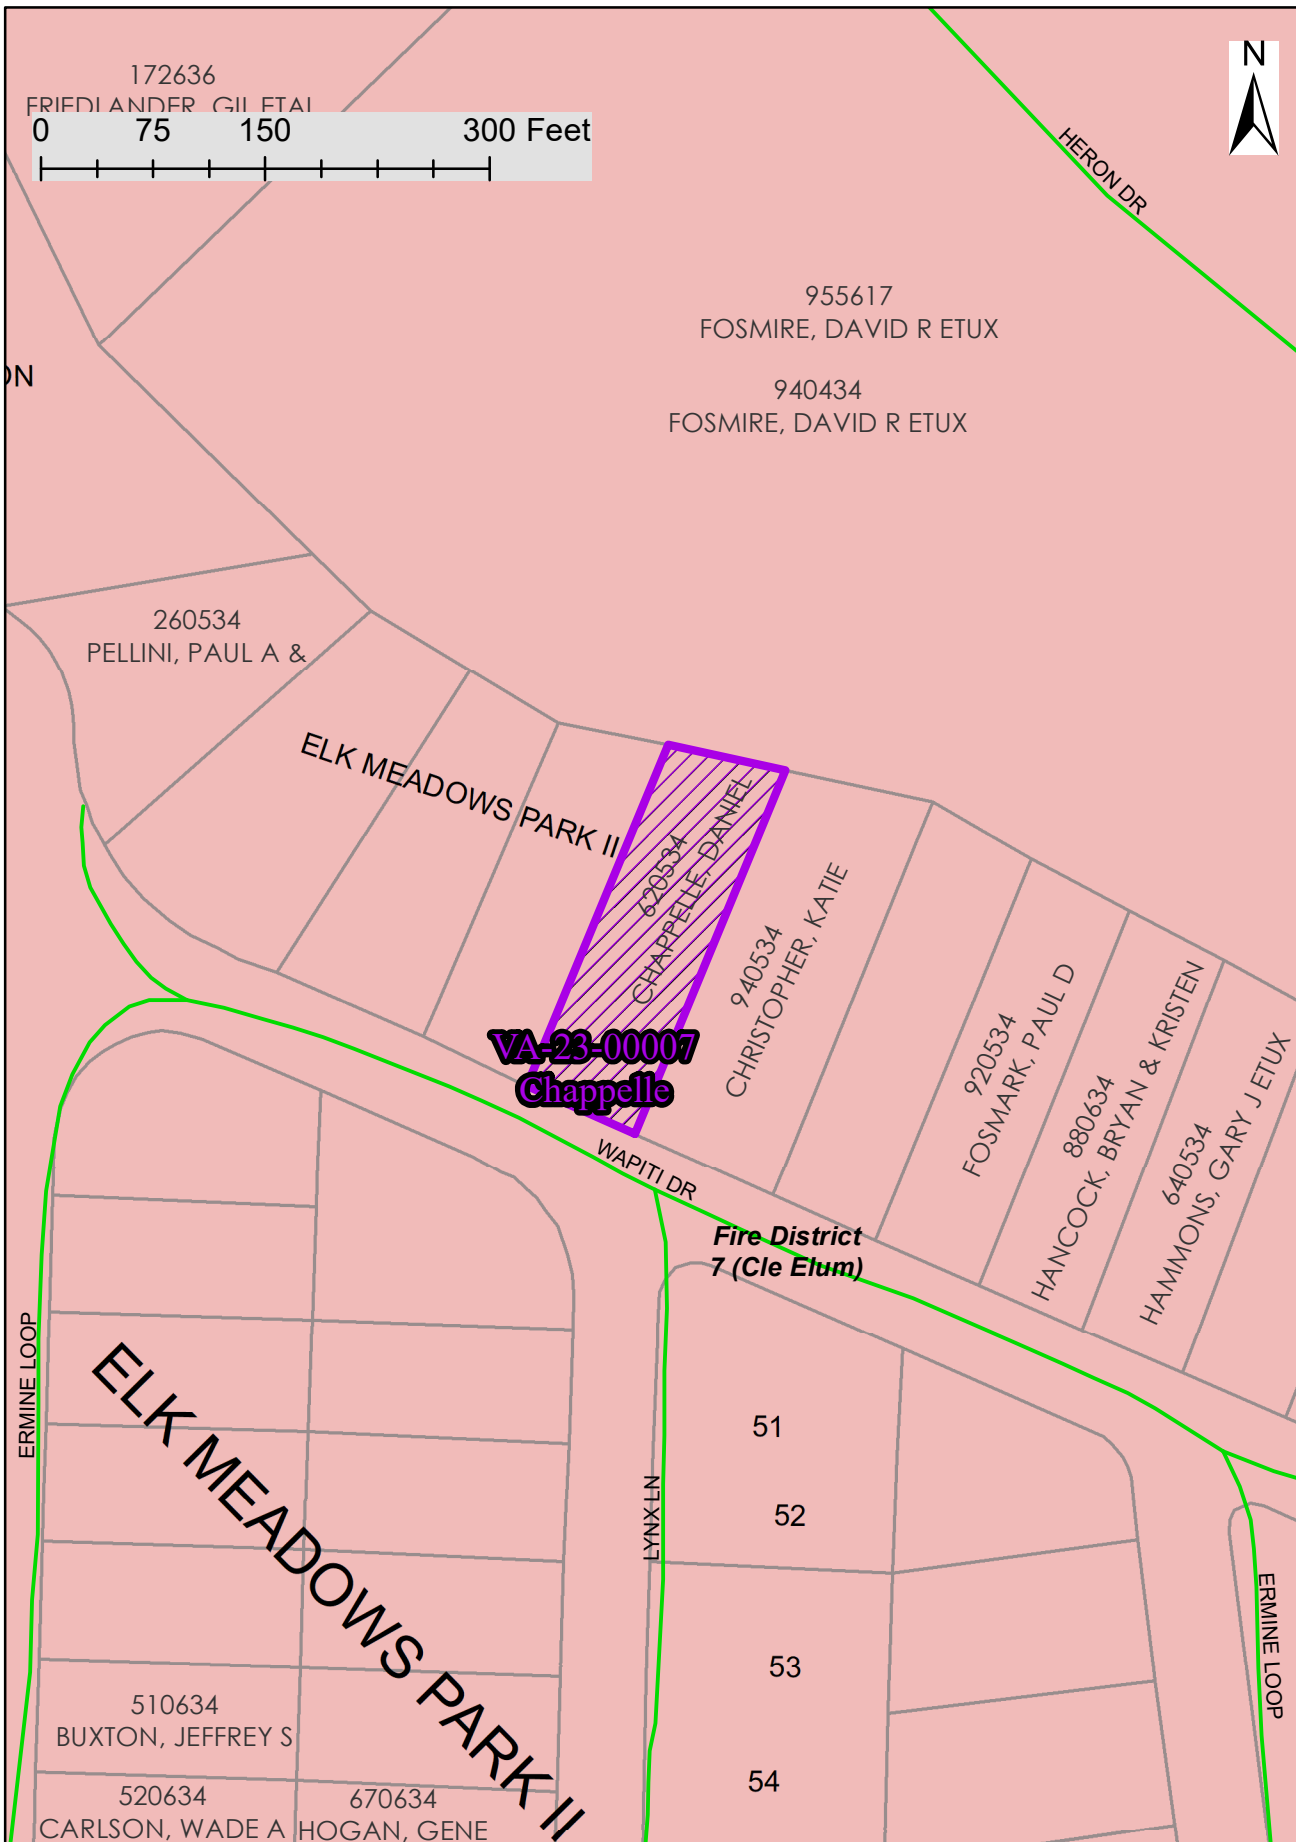 172636
FRIEDLANDER, GIL ETAL
0 75 150 300 Feet
N
HERON DR
955617
FOSMIRE, DAVID R ETUX
940434
FOSMIRE, DAVID R ETUX
ON
260534
PELLINI, PAUL A &
ELK MEADOWS PARK II
620534
CHAPPELLE, DANIEL
940534
CHRISTOPHER, KATIE
VA-23-00007
Chappelle
920534
FOSMARK, PAUL D
880634
HANCOCK, BRYAN & KRISTEN
640534
HAMMONS, GARY J ETUX
WAPITI DR
Fire District
7 (Cle Elum)
ERMINE LOOP
ELK MEADOWS PARK II
LYNX LN
51
52
53
54
ERMINE LOOP
510634
BUXTON, JEFFREY S
520634
CARLSON, WADE A
670634
HOGAN, GENE